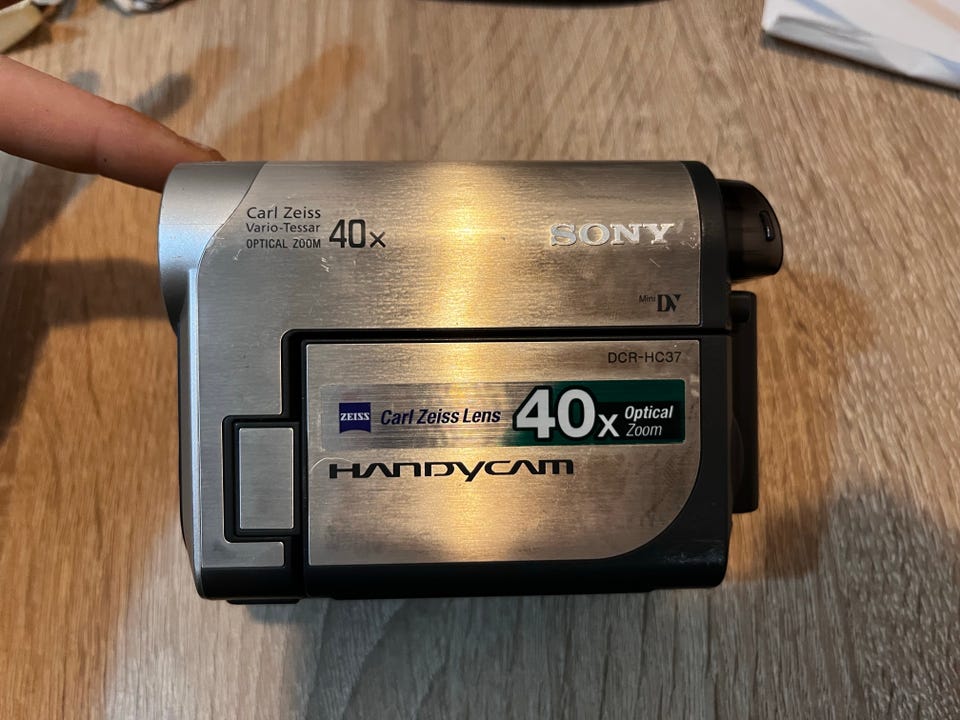 Carl Zeiss
Vario-Tessar
OPTICAL ZOOM 40x
SONY
Mini DV
DCR-HC37
ZEISS Carl Zeiss Lens 40x Optical Zoom
HANDYCAM